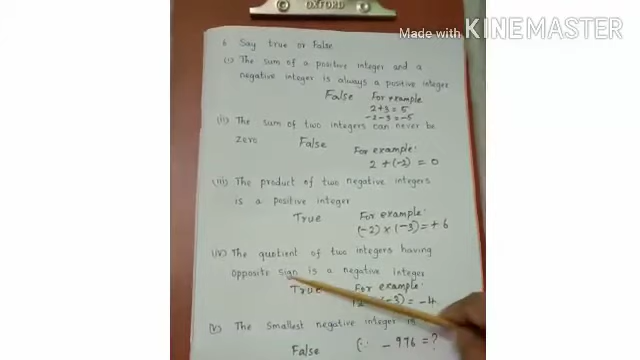 OXFORD
Made with KINEMASTER
6 Say true or False
(i) The sum of a positive integer and a
negative integer is always a positive integer
False For example
2+3=5
-2-3=-5
(ii) The sum of two integers can never be
zero False For example:
2 + (-2) = 0
(iii) The product of two negative integers
is a positive integer
True For example:
(-2) × (-3) = + 6
(iv) The quotient of two integers having
opposite sign is a negative integer
True For example:
(-3) = -4
(v) The smallest negative integer is
False (∵ - 976 = ?